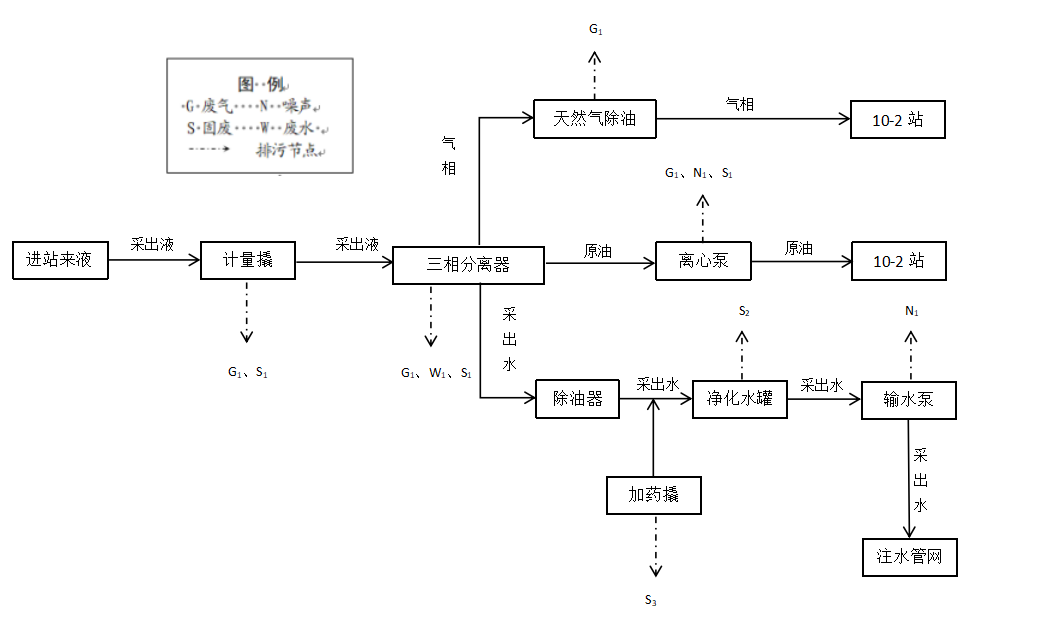 G₁
图··例
·G·废气····N··噪声
S·固废····W··废水·
排污节点
气相
天然气除油
气相
10-2 站
G₁、N₁、S₁
进站来液
采出液
计量撬
采出液
三相分离器
原油
离心泵
原油
10-2 站
采出水
S₂
N₁
G₁、S₁
G₁、W₁、S₁
除油器
采出水
净化水罐
采出水
输水泵
采出水
加药撬
注水管网
S₃